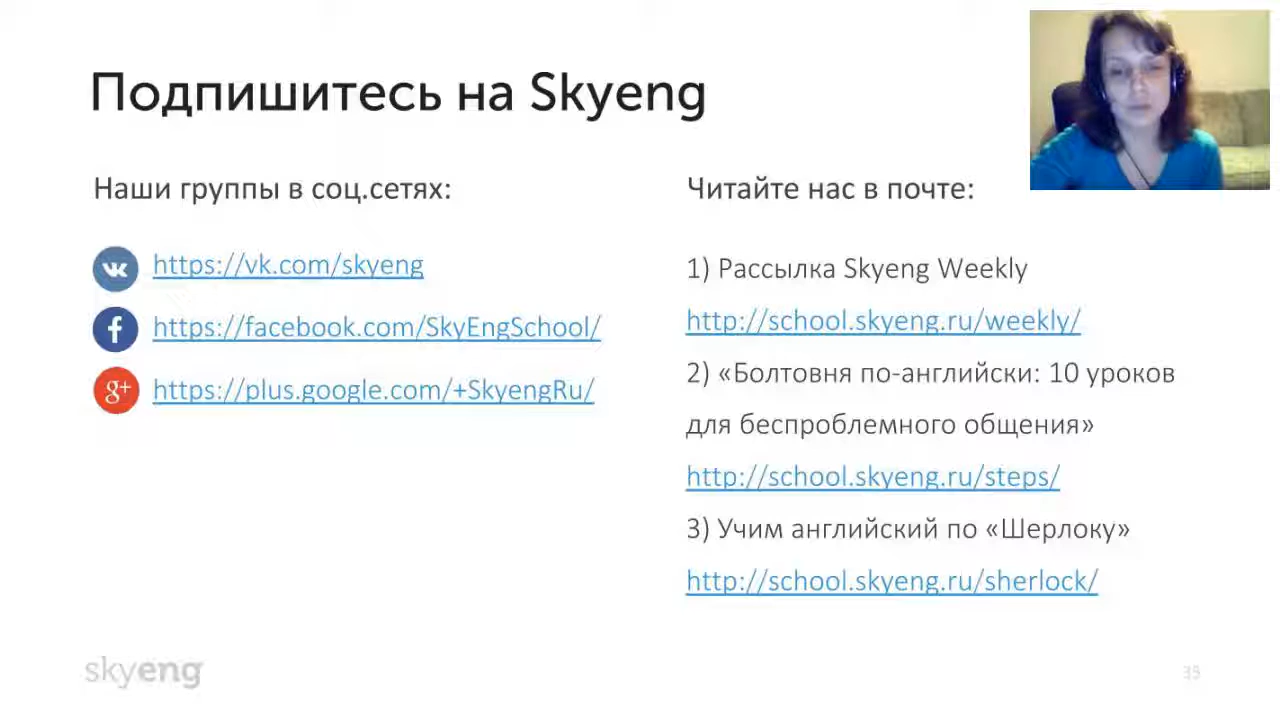 Подпишитесь на Skyeng
Наши группы в соц.сетях:
https://vk.com/skyeng
https://facebook.com/SkyEngSchool/
g+ https://plus.google.com/+SkyengRu/
Читайте нас в почте:
1) Рассылка Skyeng Weekly
http://school.skyeng.ru/weekly/
2) «Болтовня по-английски: 10 уроков
для беспроблемного общения»
http://school.skyeng.ru/steps/
3) Учим английский по «Шерлоку»
http://school.skyeng.ru/sherlock/
skyeng